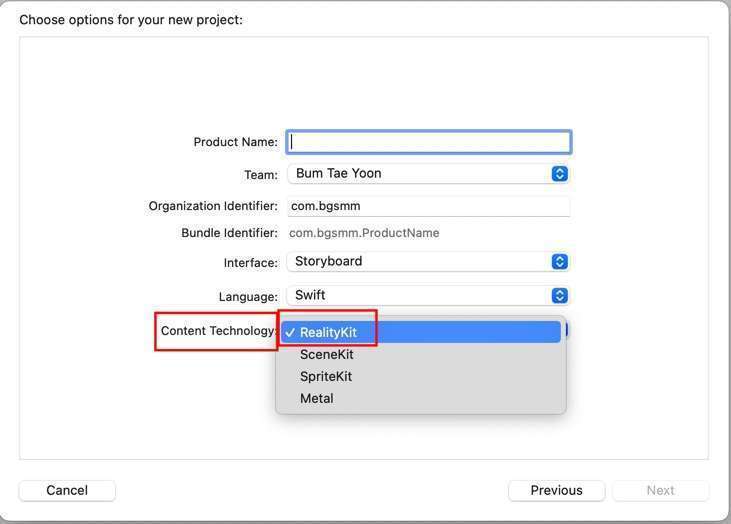 Choose options for your new project:
Product Name:
Team: Bum Tae Yoon
Organization Identifier: com.bgsmm
Bundle Identifier: com.bgsmm.ProductName
Interface: Storyboard
Language: Swift
Content Technology: ✓ RealityKit
SceneKit
SpriteKit
Metal
Cancel Previous Next